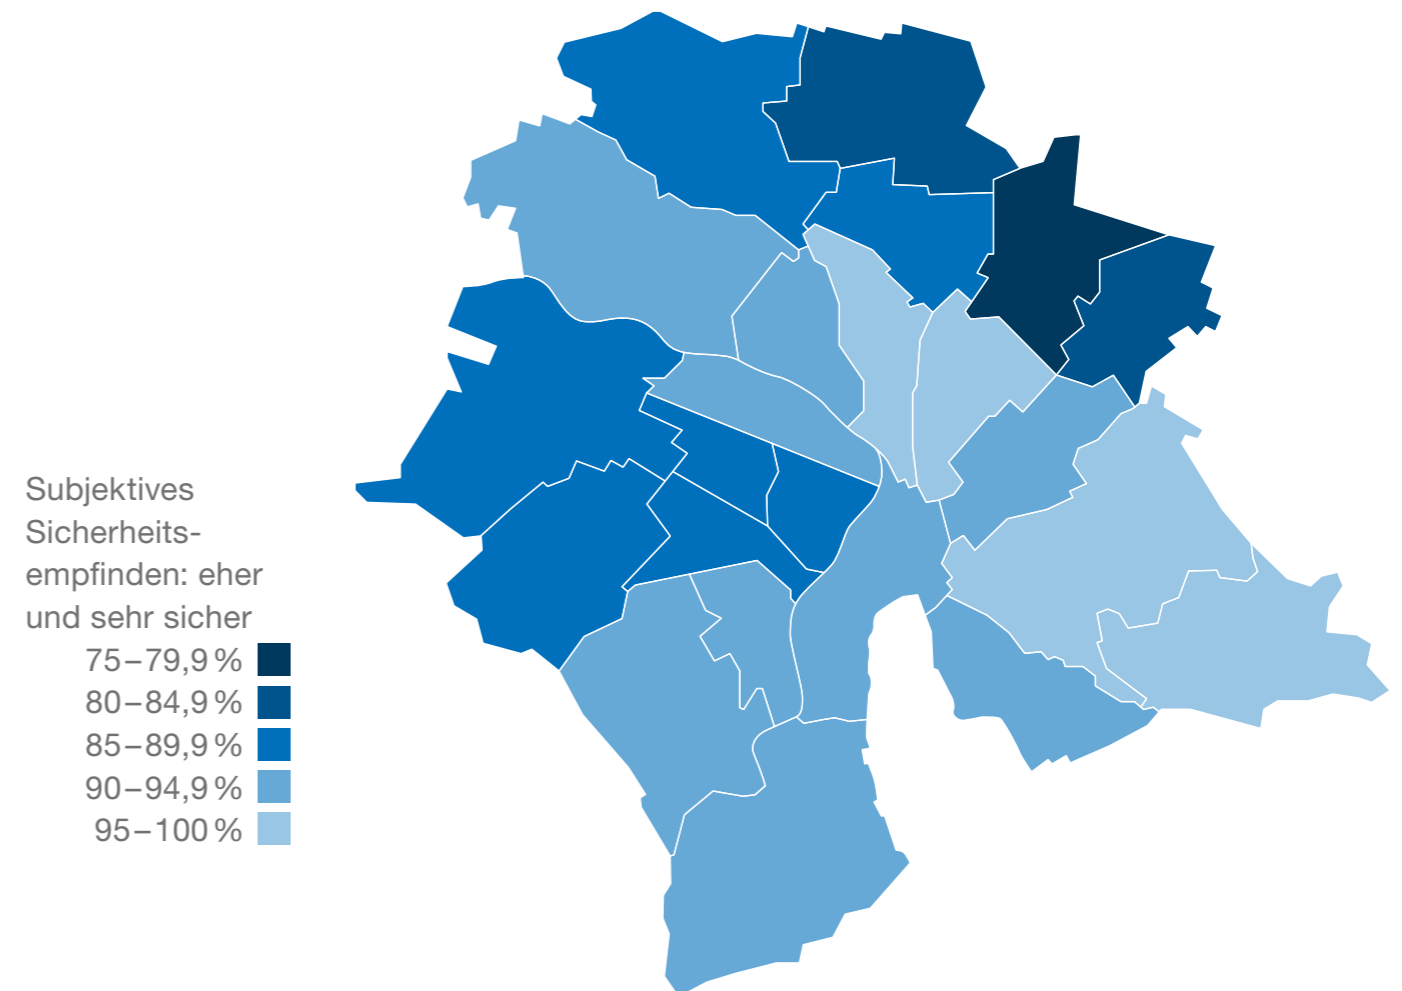 Subjektives
Sicherheits-
empfinden: eher
und sehr sicher
75–79,9 %
80–84,9 %
85–89,9 %
90–94,9 %
95–100 %